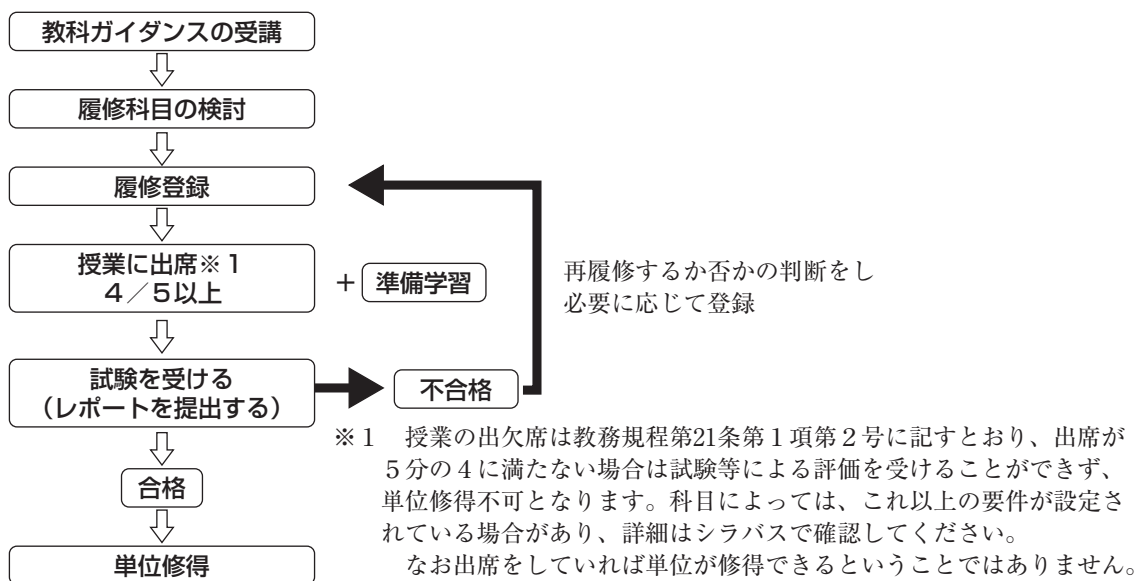 教科ガイダンスの受講
履修科目の検討
履修登録
授業に出席※１
４／５以上
＋
準備学習
再履修するか否かの判断をし
必要に応じて登録
試験を受ける
（レポートを提出する）
不合格
※１　授業の出欠席は教務規程第21条第１項第２号に記すとおり、出席が
５分の４に満たない場合は試験等による評価を受けることができず、
単位修得不可となります。科目によっては、これ以上の要件が設定さ
れている場合があり、詳細はシラバスで確認してください。
なお出席をしていれば単位が修得できるということではありません。
合格
単位修得